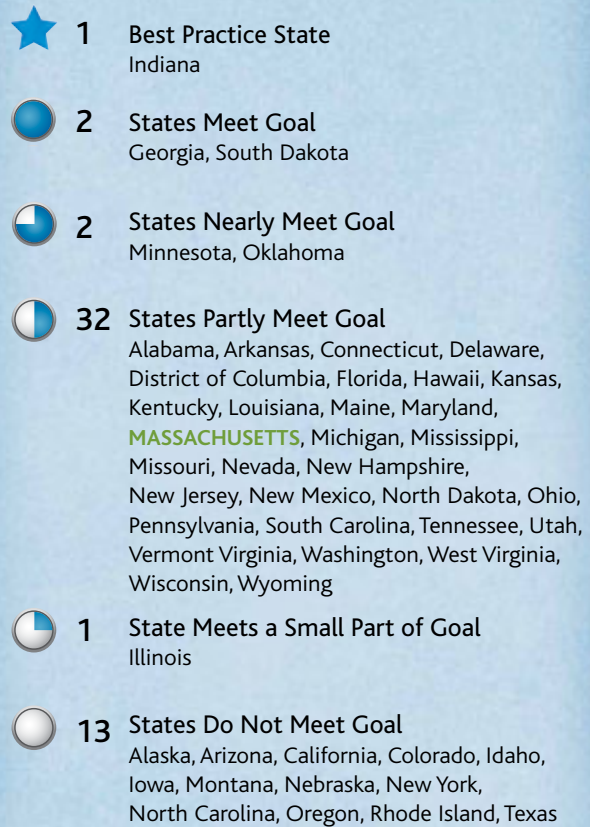 1 Best Practice State
Indiana
2 States Meet Goal
Georgia, South Dakota
2 States Nearly Meet Goal
Minnesota, Oklahoma
32 States Partly Meet Goal
Alabama, Arkansas, Connecticut, Delaware,
District of Columbia, Florida, Hawaii, Kansas,
Kentucky, Louisiana, Maine, Maryland,
MASSACHUSETTS, Michigan, Mississippi,
Missouri, Nevada, New Hampshire,
New Jersey, New Mexico, North Dakota, Ohio,
Pennsylvania, South Carolina, Tennessee, Utah,
Vermont Virginia, Washington, West Virginia,
Wisconsin, Wyoming
1 State Meets a Small Part of Goal
Illinois
13 States Do Not Meet Goal
Alaska, Arizona, California, Colorado, Idaho,
Iowa, Montana, Nebraska, New York,
North Carolina, Oregon, Rhode Island, Texas